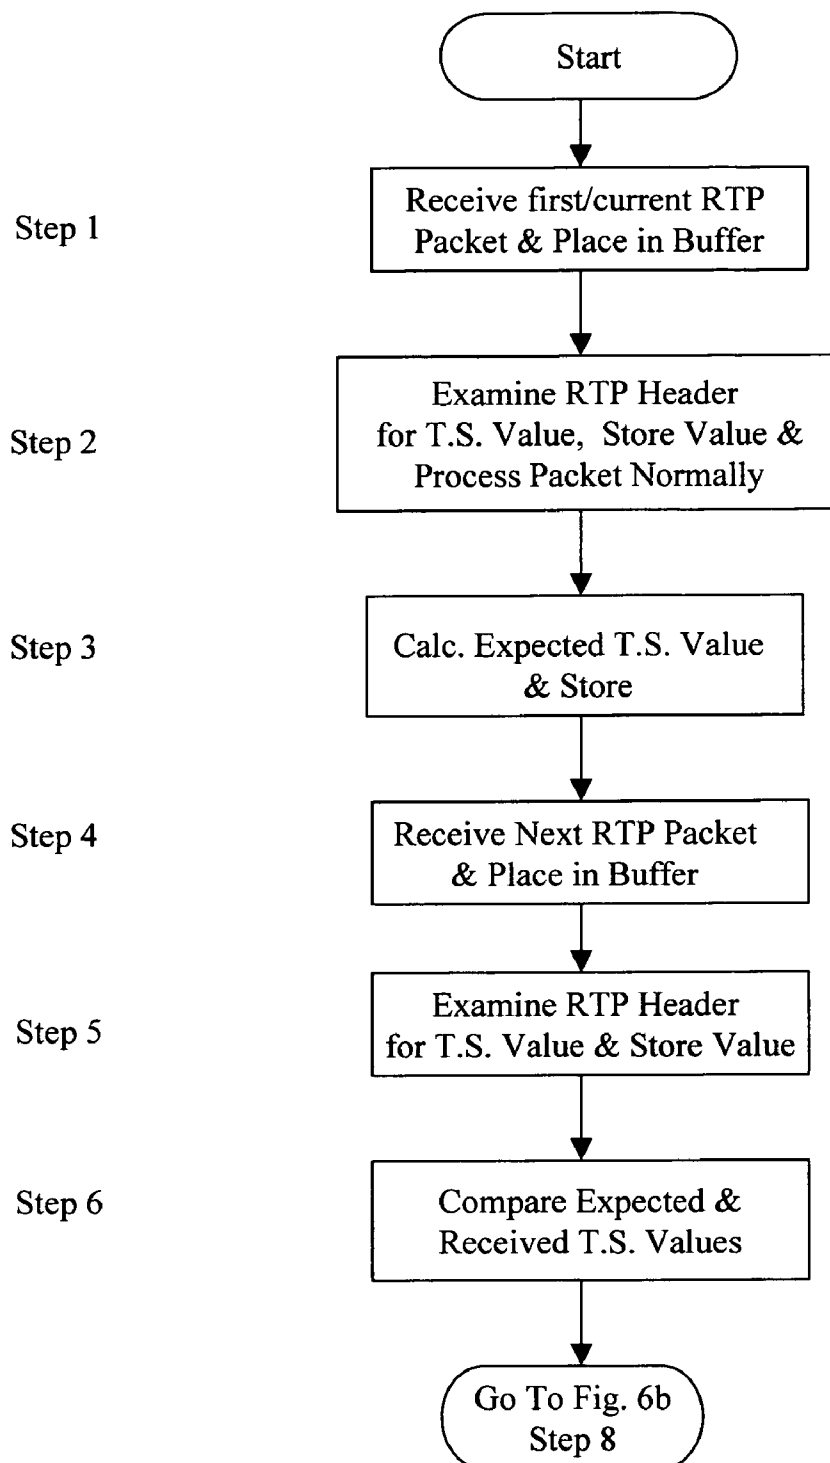 Start
Step 1
Receive first/current RTP
Packet & Place in Buffer
Step 2
Examine RTP Header
for T.S. Value, Store Value &
Process Packet Normally
Step 3
Calc. Expected T.S. Value
& Store
Step 4
Receive Next RTP Packet
& Place in Buffer
Step 5
Examine RTP Header
for T.S. Value & Store Value
Step 6
Compare Expected &
Received T.S. Values
Go To Fig. 6b
Step 8